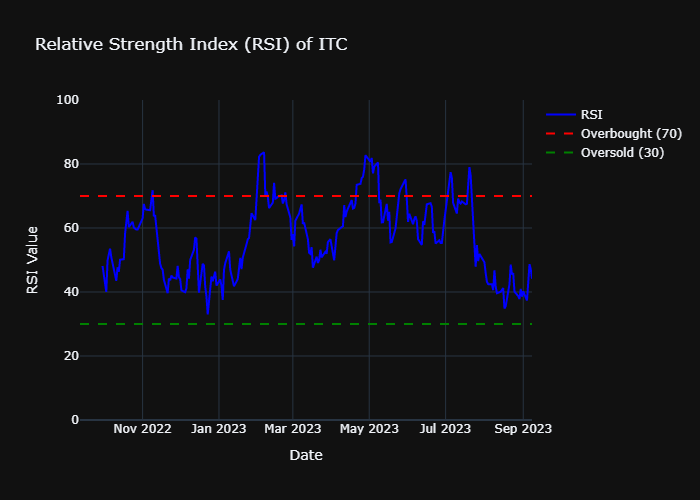 Relative Strength Index (RSI) of ITC
100
80
60
40
20
0
RSI Value
Nov 2022 Jan 2023 Mar 2023 May 2023 Jul 2023 Sep 2023
Date
RSI
Overbought (70)
Oversold (30)